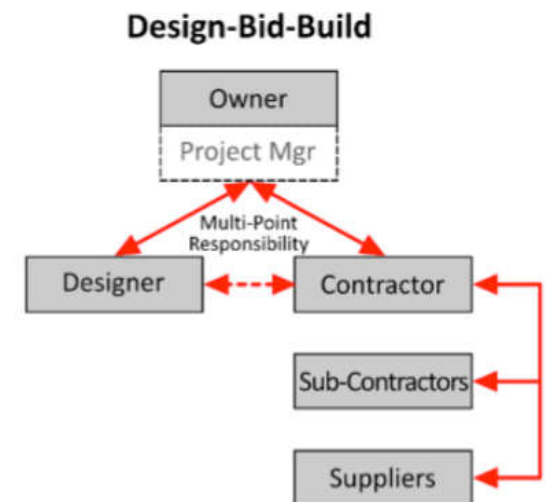 Design-Bid-Build
Owner
Project Mgr
Multi-Point
Responsibility
Designer
Contractor
Sub-Contractors
Suppliers